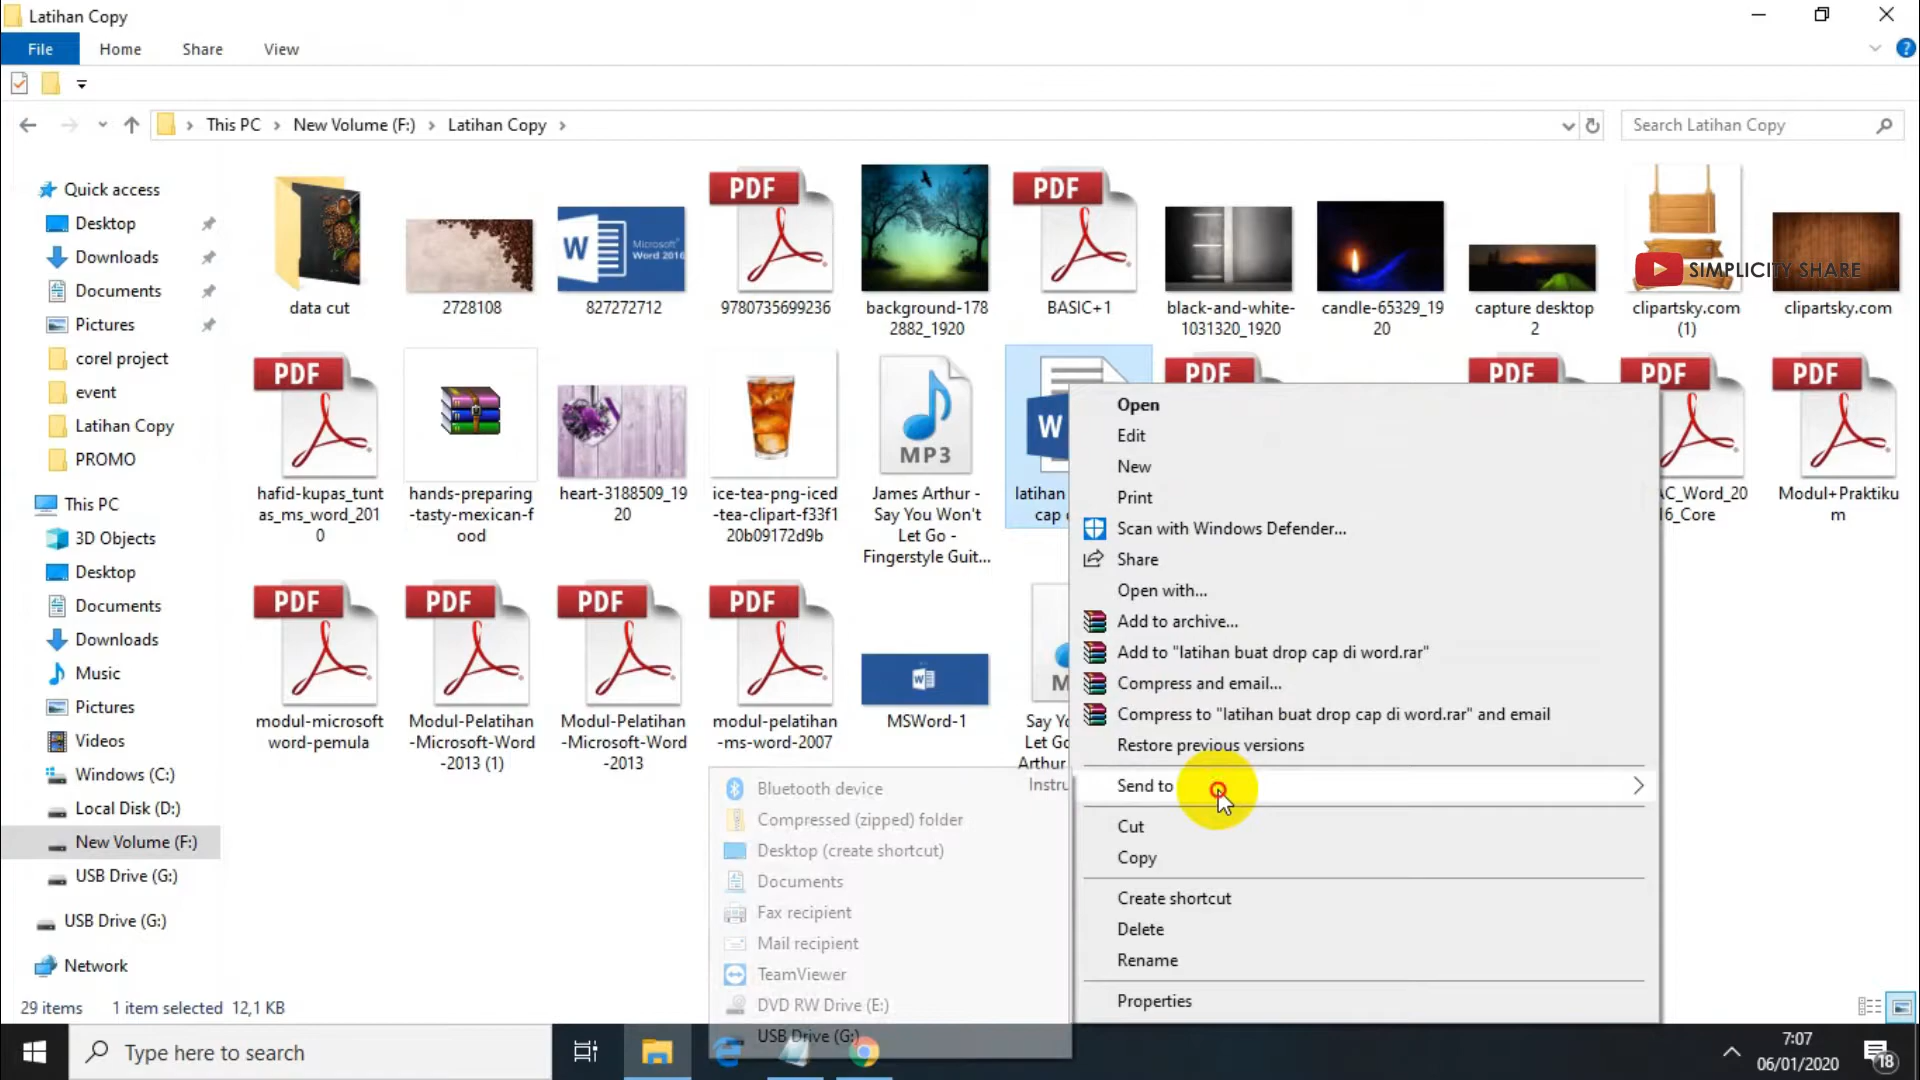 Latihan Copy
File
Home
Share
View
This PC
New Volume (F:)
Latihan Copy
Search Latihan Copy
Quick access
Desktop
Downloads
Documents
Pictures
corel project
event
Latihan Copy
PROMO
This PC
3D Objects
Desktop
Documents
Downloads
Music
Pictures
Videos
Windows (C:)
Local Disk (D:)
New Volume (F:)
USB Drive (G:)
USB Drive (G:)
Network
data cut
2728108
W
Microsoft
Word 2016
827272712
PDF
9780735699236
background-178
2882_1920
PDF
BASIC+1
black-and-white-
1031320_1920
candle-65329_19
20
capture desktop
2
clipartsky.com
(1)
SIMPLICITY SHARE
clipartsky.com
PDF
hafid-kupas_tunt
as_ms_word_201
0
hands-preparing
-tasty-mexican-f
ood
heart-3188509_19
20
ice-tea-png-iced
-tea-clipart-f33f1
20b09172d9b
MP3
James Arthur -
Say You Won't
Let Go -
Fingerstyle Guit...
W
latihan
cap
PDF
PDF
PDF
C_Word_20
16_Core
PDF
Modul+Praktiku
m
PDF
modul-microsoft
word-pemula
PDF
Modul-Pelatihan
-Microsoft-Word
-2013 (1)
PDF
Modul-Pelatihan
-Microsoft-Word
-2013
PDF
modul-pelatihan
-ms-word-2007
MSWord-1
Say
Let Go
Arthur
Instru
Open
Edit
New
Print
Scan with Windows Defender...
Share
Open with...
Add to archive...
Add to "latihan buat drop cap di word.rar"
Compress and email...
Compress to "latihan buat drop cap di word.rar" and email
Restore previous versions
Send to
Cut
Copy
Create shortcut
Delete
Rename
Properties
Bluetooth device
Compressed (zipped) folder
Desktop (create shortcut)
Documents
Fax recipient
Mail recipient
TeamViewer
DVD RW Drive (E:)
USB Drive (G:)
29 items
1 item selected 12,1 KB
Type here to search
7:07
06/01/2020
18